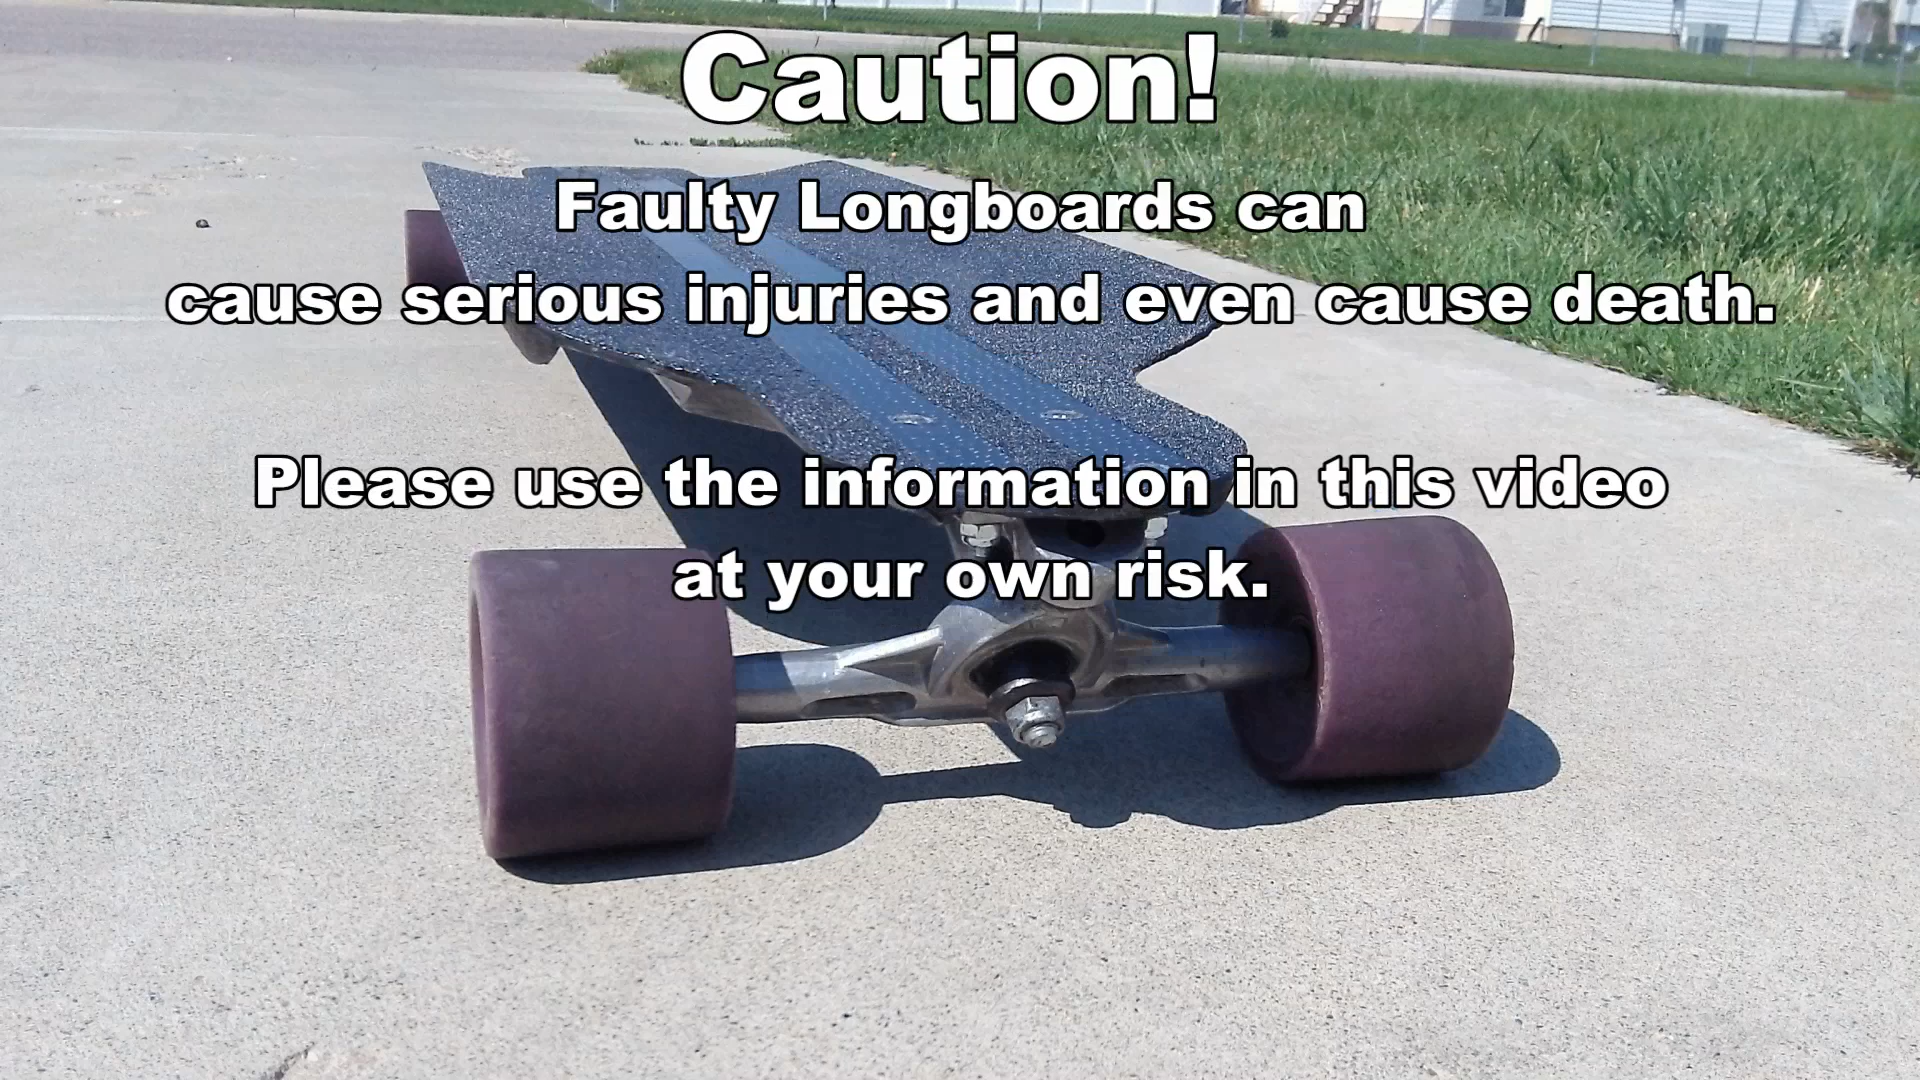 Caution!
Faulty Longboards can
cause serious injuries and even cause death.
Please use the information in this video
at your own risk.